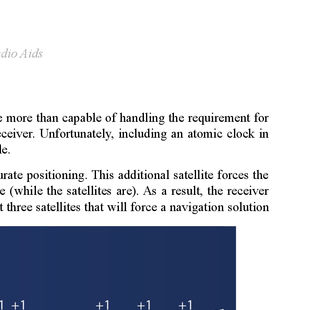 dio Aids
more than capable of handling the requirement for
ceiver. Unfortunately, including an atomic clock in
le.
rate positioning. This additional satellite forces the
e (while the satellites are). As a result, the receiver
t three satellites that will force a navigation solution
1 +1 +1 +1 +1